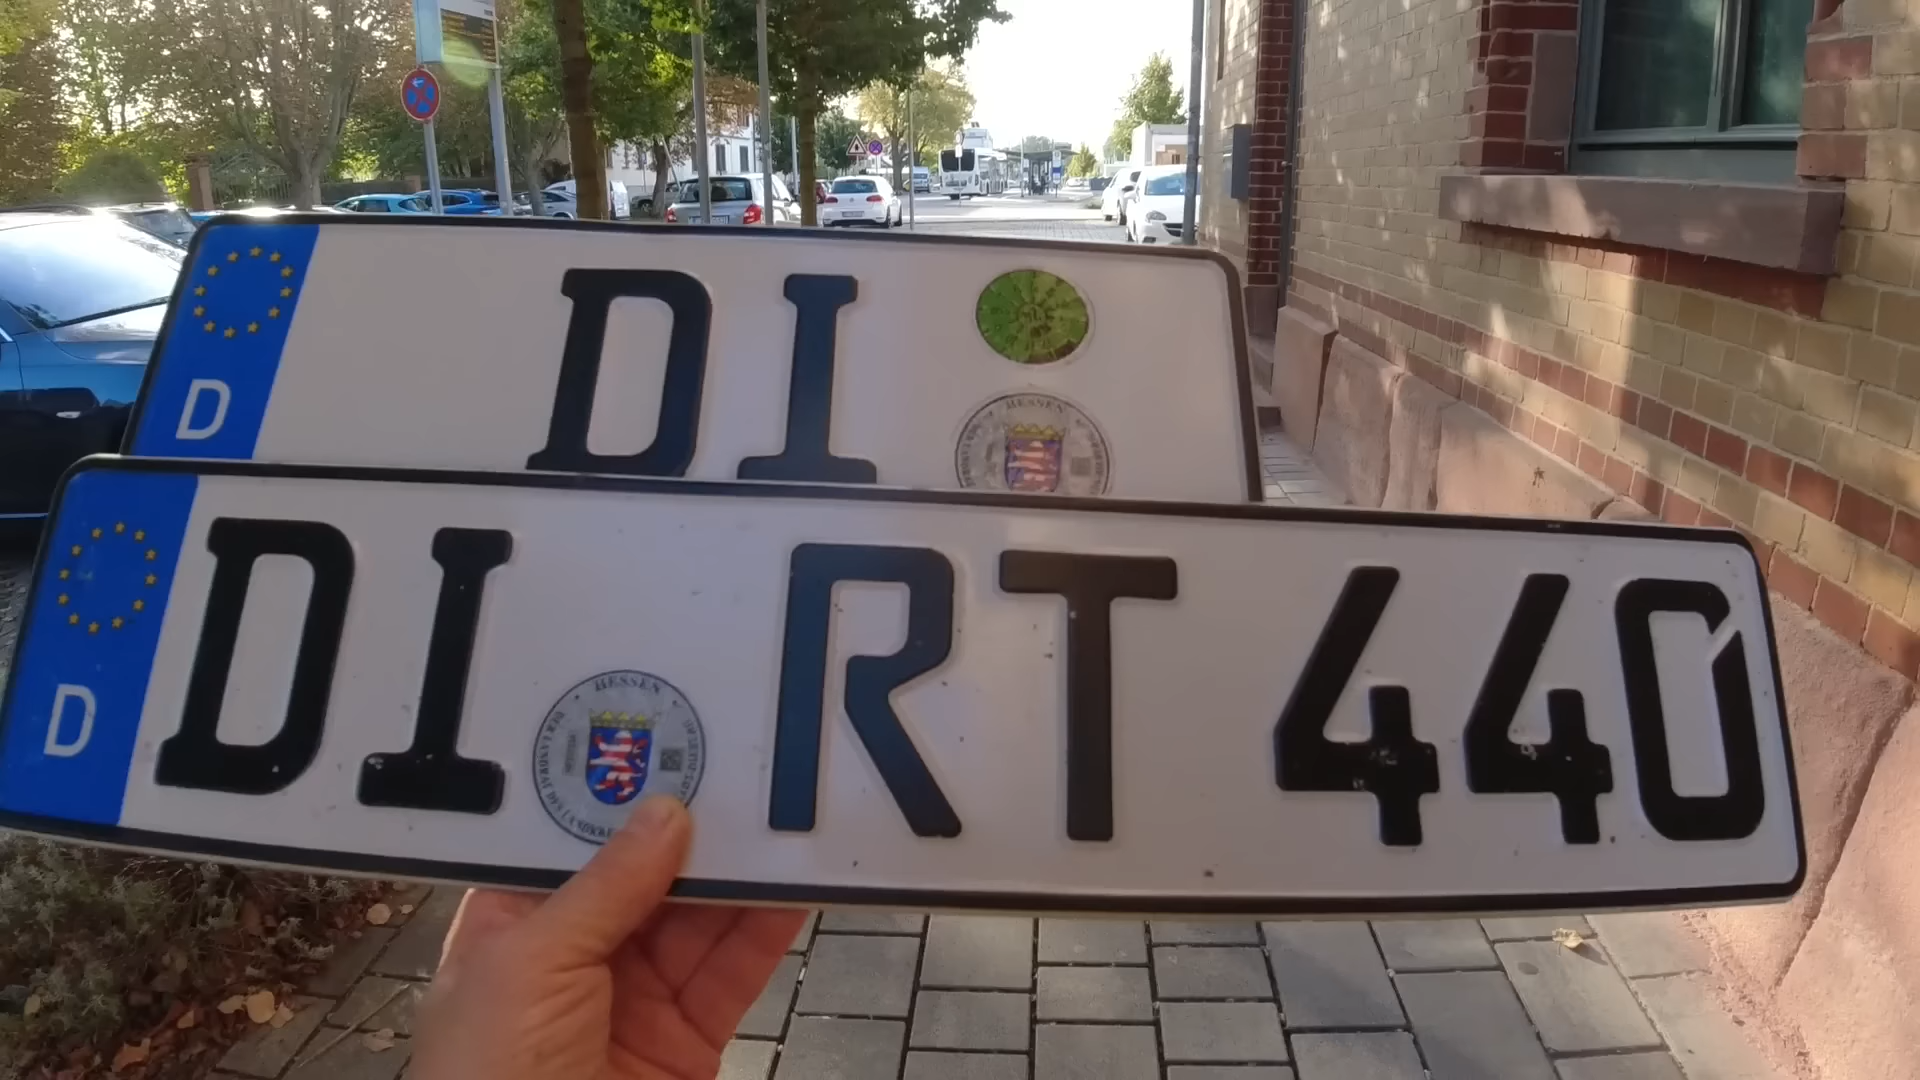 D
DI
HESSEN
D
DI RT 440
HESSEN